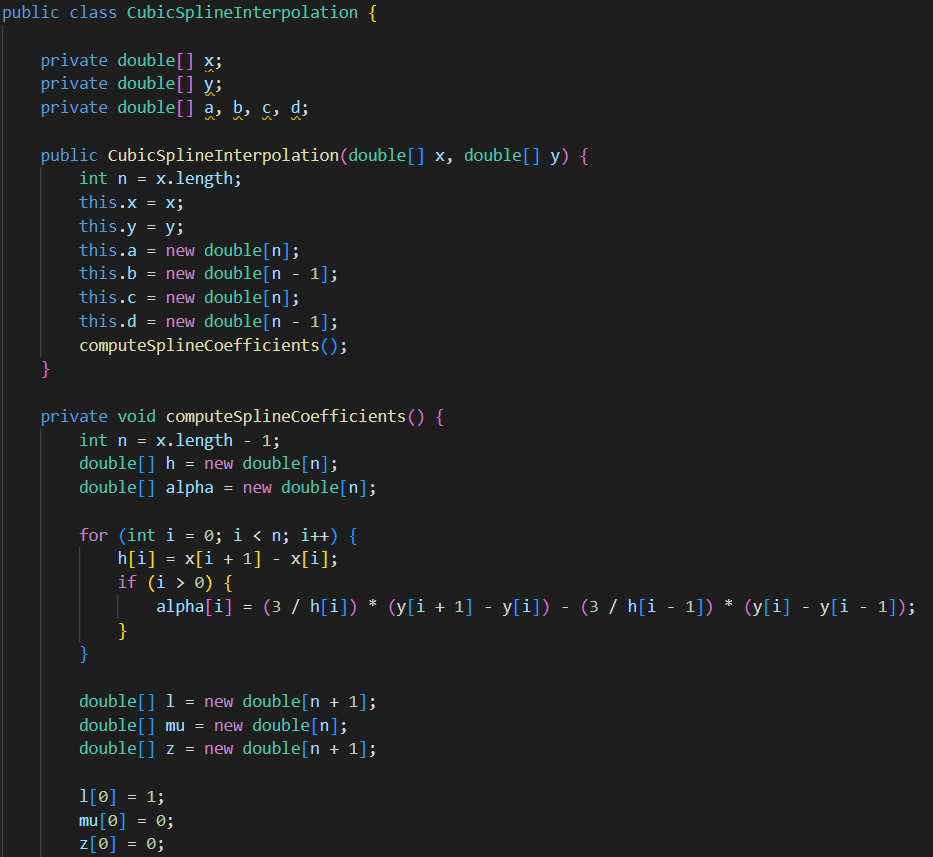 public class CubicSplineInterpolation {
private double[] x;
private double[] y;
private double[] a, b, c, d;
public CubicSplineInterpolation(double[] x, double[] y) {
int n = x.length;
this.x = x;
this.y = y;
this.a = new double[n];
this.b = new double[n - 1];
this.c = new double[n];
this.d = new double[n - 1];
computeSplineCoefficients();
}
private void computeSplineCoefficients() {
int n = x.length - 1;
double[] h = new double[n];
double[] alpha = new double[n];
for (int i = 0; i < n; i++) {
h[i] = x[i + 1] - x[i];
if (i > 0) {
alpha[i] = (3 / h[i]) * (y[i + 1] - y[i]) - (3 / h[i - 1]) * (y[i] - y[i - 1]);
}
}
double[] l = new double[n + 1];
double[] mu = new double[n];
double[] z = new double[n + 1];
l[0] = 1;
mu[0] = 0;
z[0] = 0;